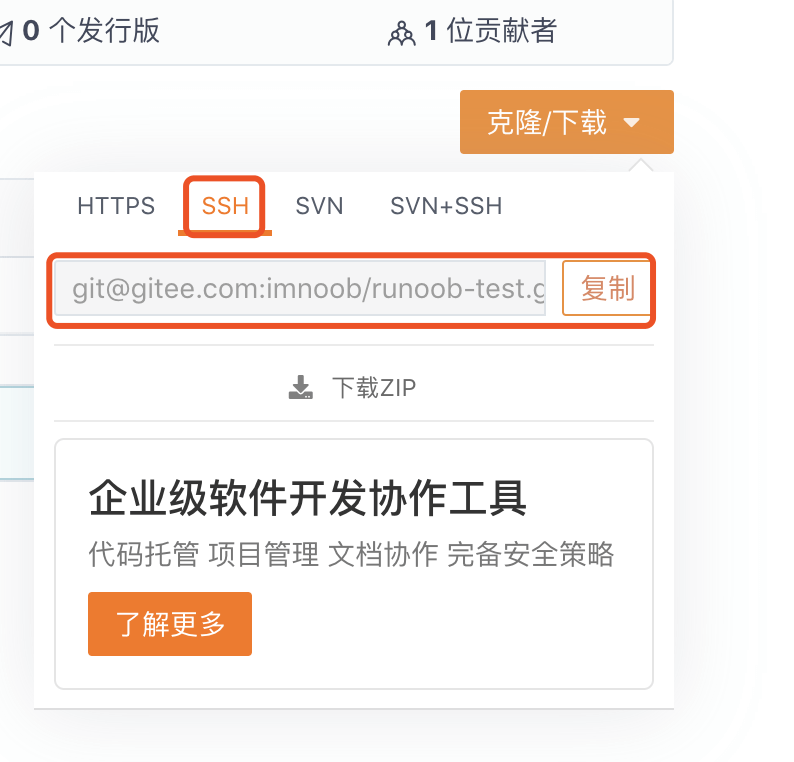 0 个发行版
1 位贡献者
克隆/下载
HTTPS SSH SVN SVN+SSH
git@gitee.com:imnoob/runoob-test.g 复制
下载ZIP
企业级软件开发协作工具
代码托管 项目管理 文档协作 完备安全策略
了解更多